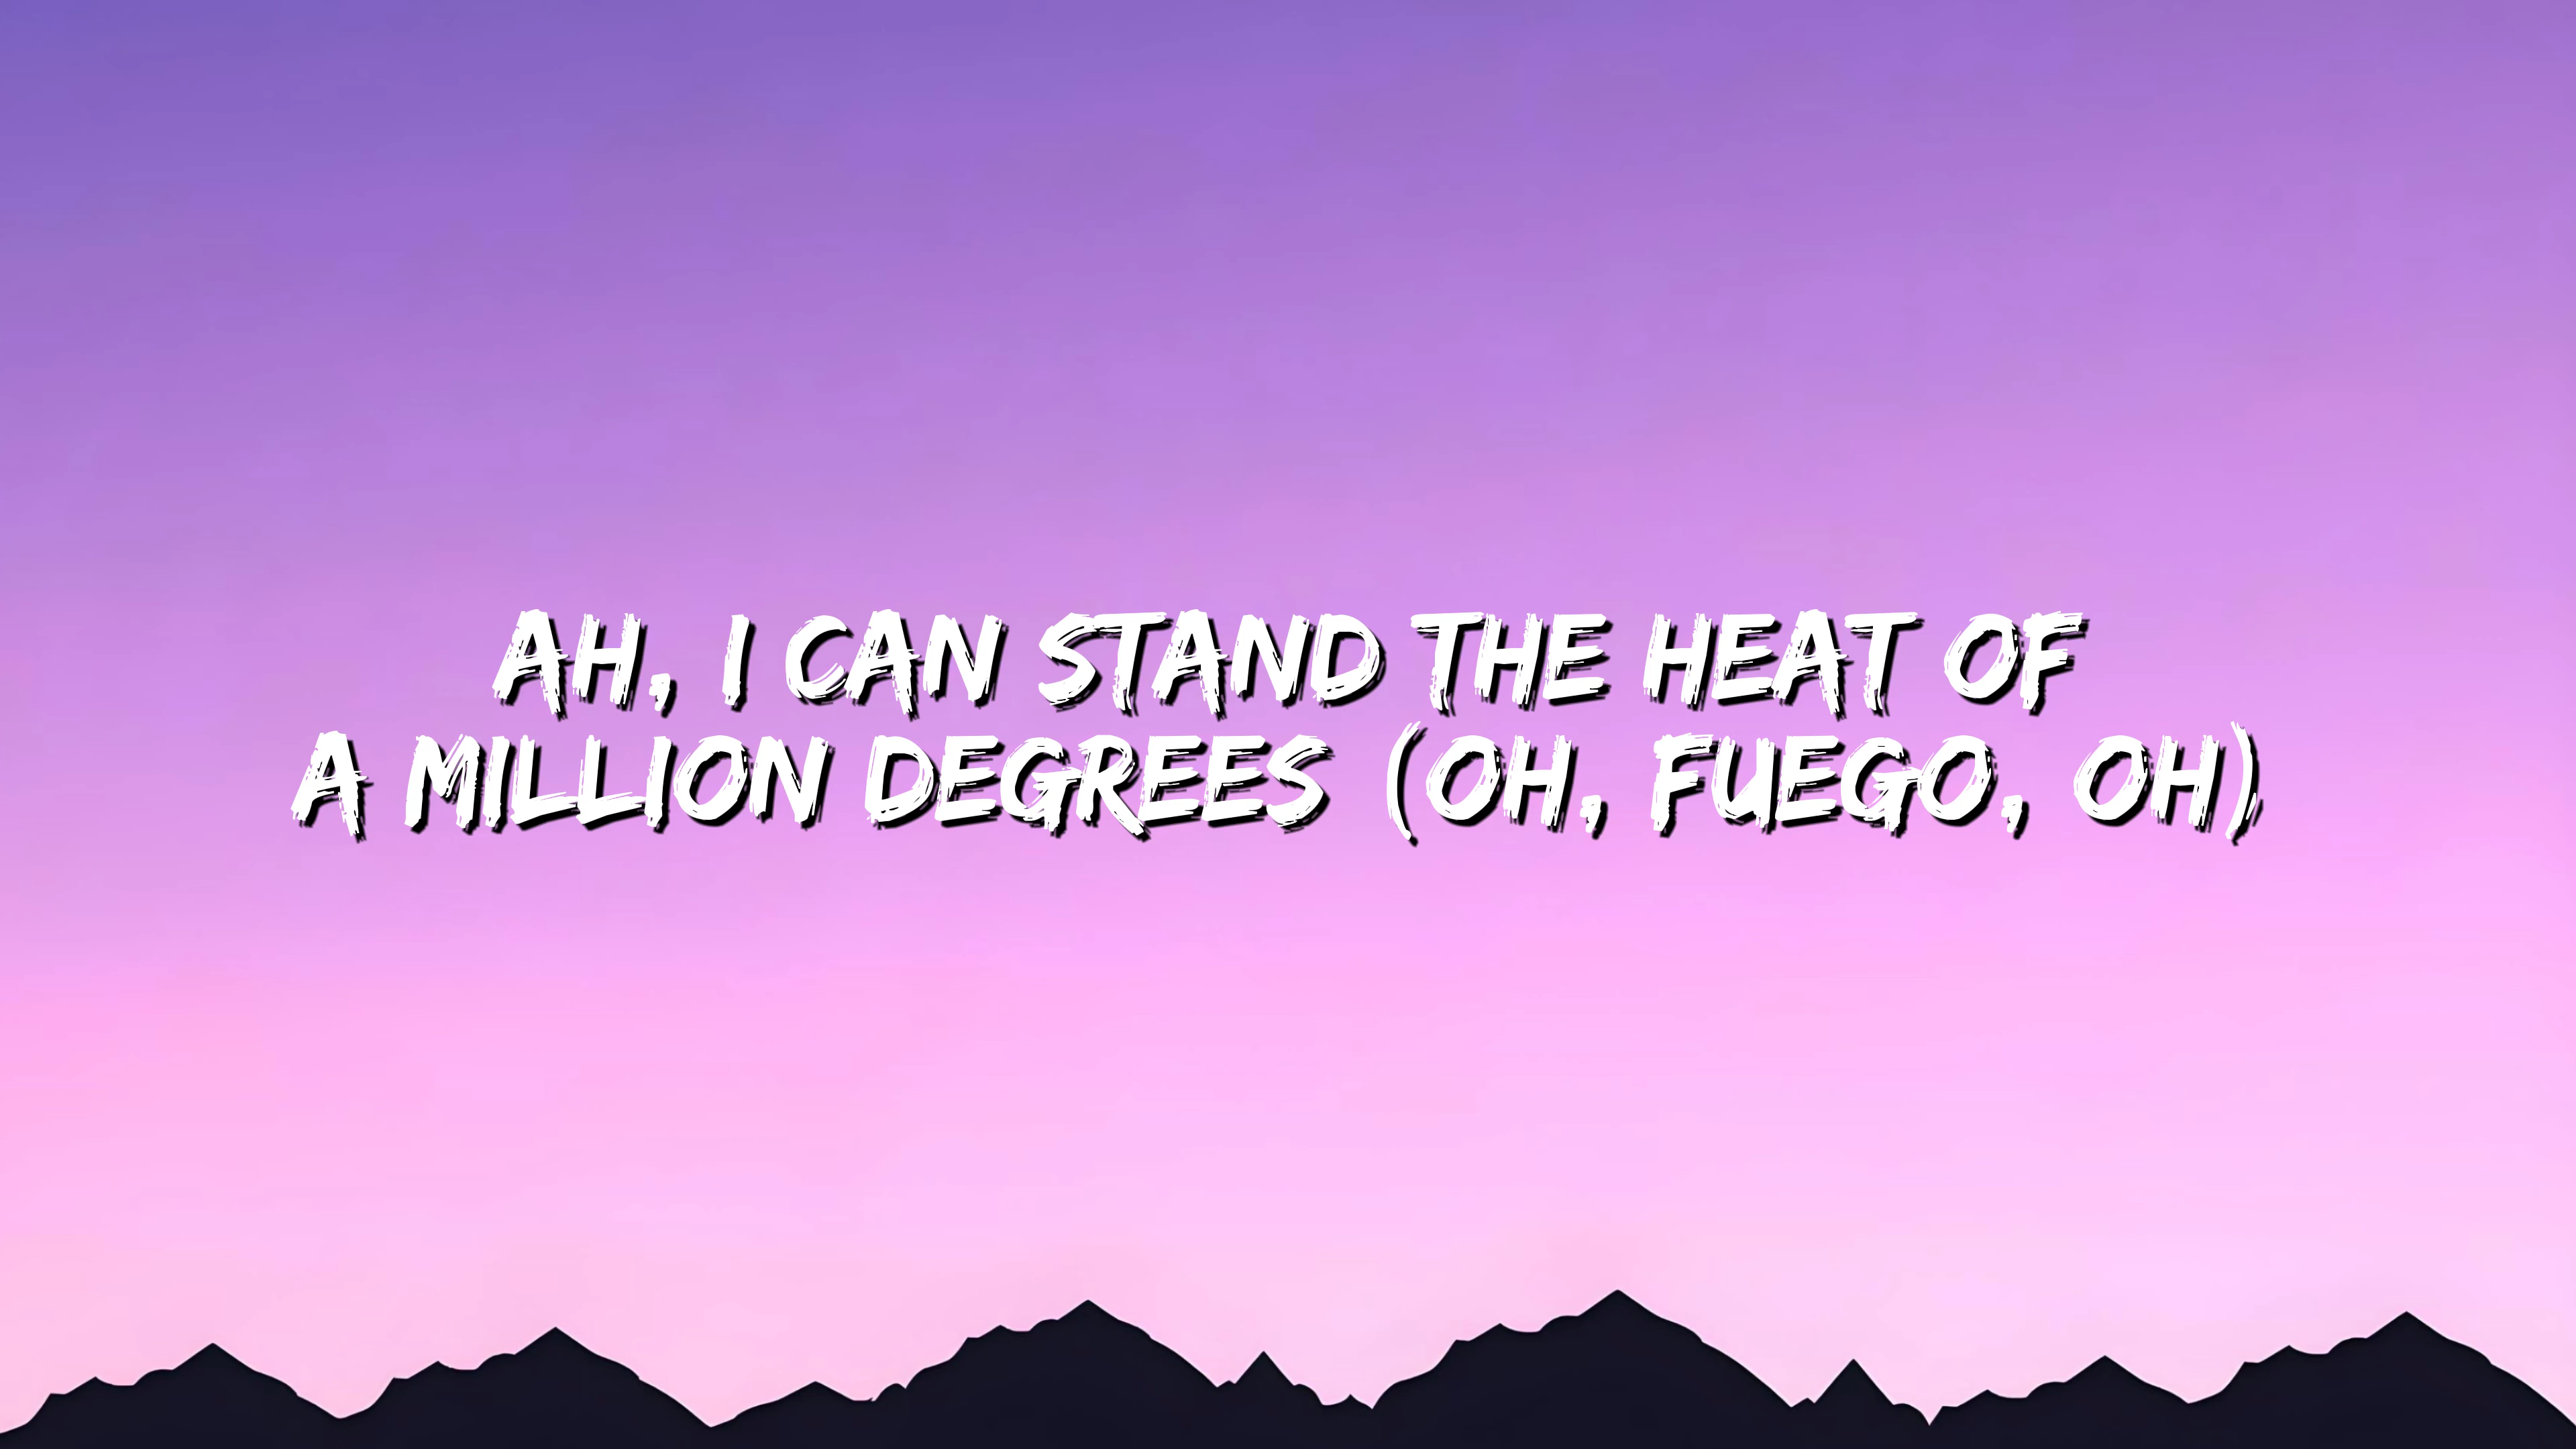 AH, I CAN STAND THE HEAT OF
A MILLION DEGREES (OH, FUEGO, OH)